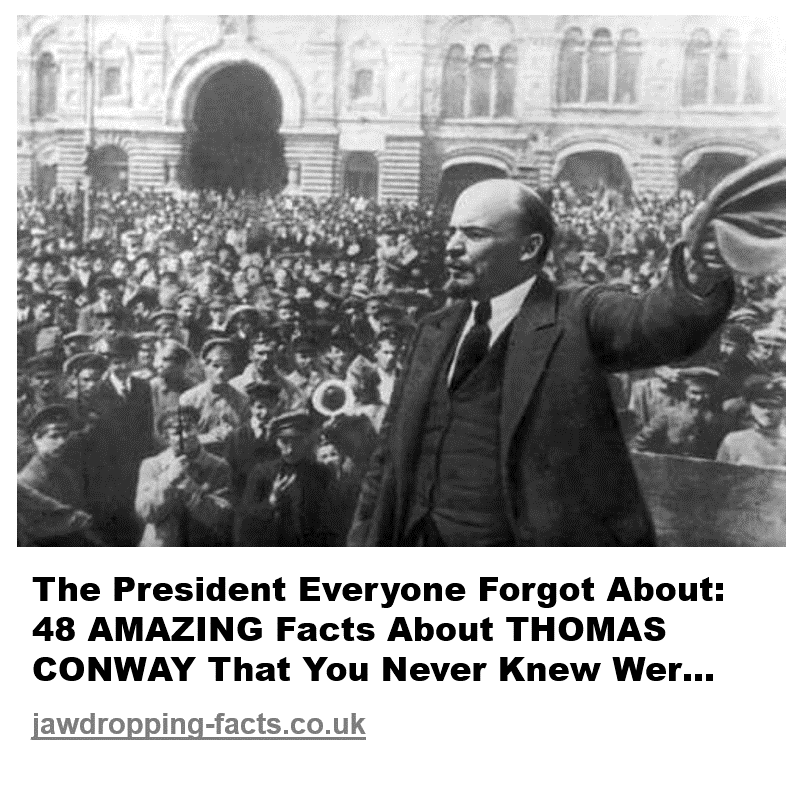 The President Everyone Forgot About:
48 AMAZING Facts About THOMAS
CONWAY That You Never Knew Wer...
jawdropping-facts.co.uk